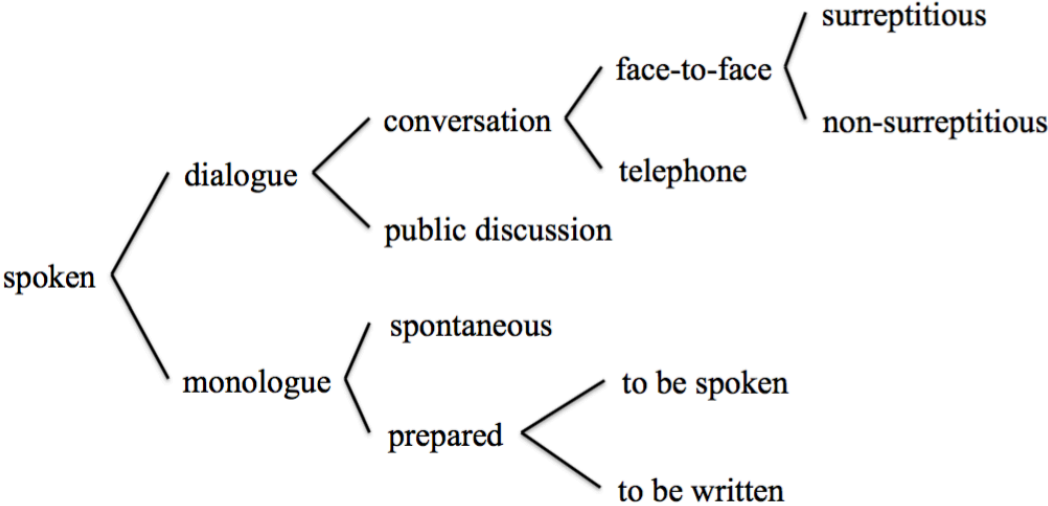 surreptitious
face-to-face
non-surreptitious
conversation
telephone
dialogue
public discussion
spoken
spontaneous
monologue
to be spoken
prepared
to be written